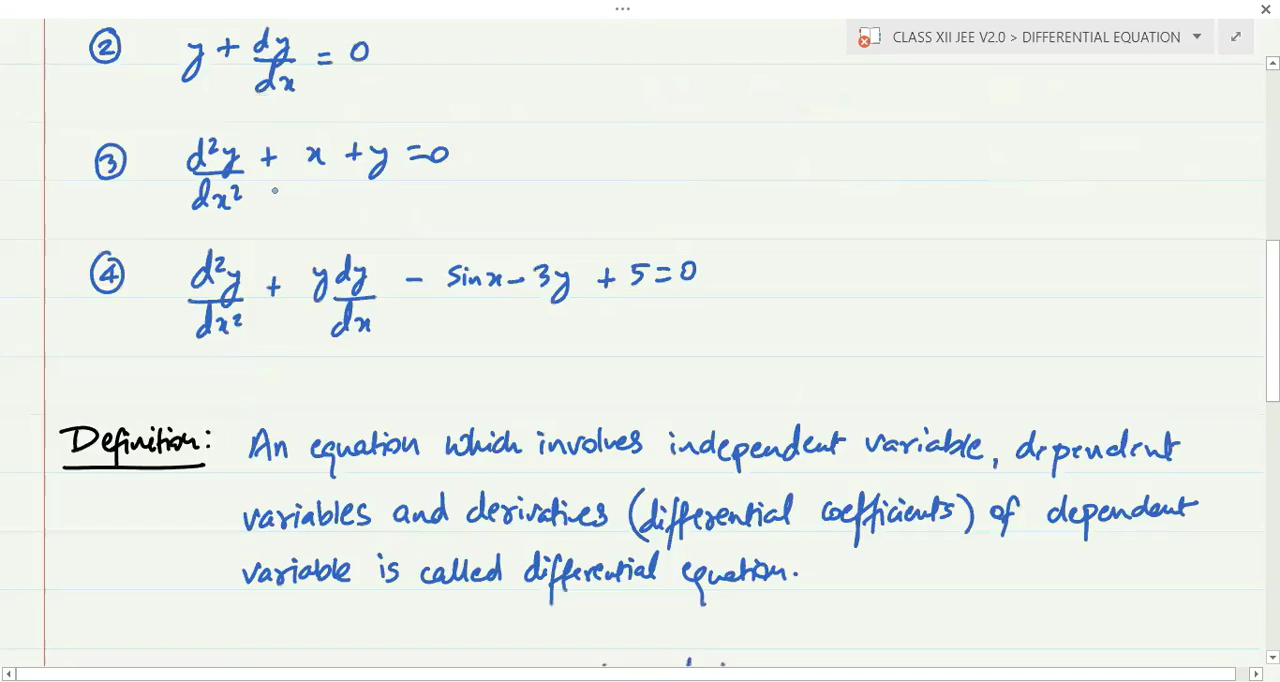 CLASS XII JEE V2.0 > DIFFERENTIAL EQUATION
② y + dy/dx = 0
③ d²y/dx² + x + y = 0
④ d²y/dx² + y dy/dx - sinx - 3y + 5 = 0
Definition: An equation which involves independent variable, dependent
variables and derivatives (differential coefficients) of dependent
variable is called differential equation.